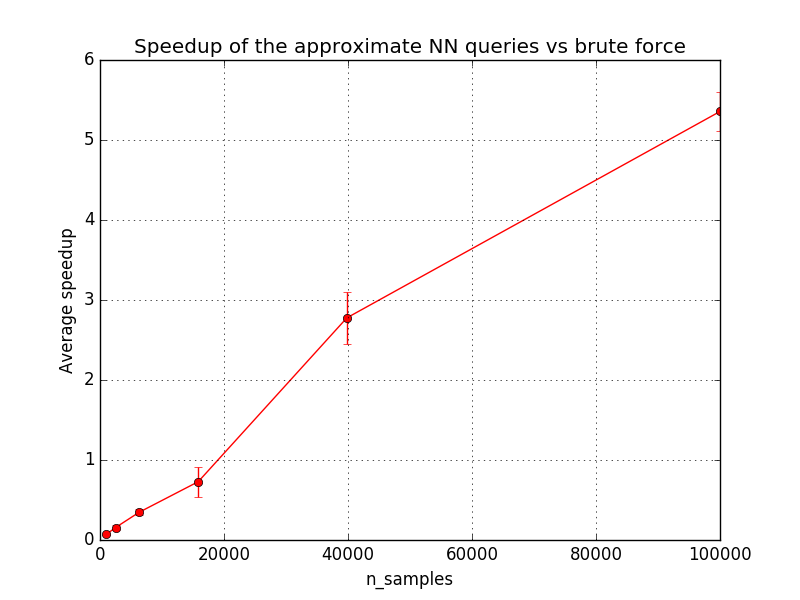 Speedup of the approximate NN queries vs brute force
6
5
4
3
2
1
0
Average speedup
0 20000 40000 60000 80000 100000
n_samples